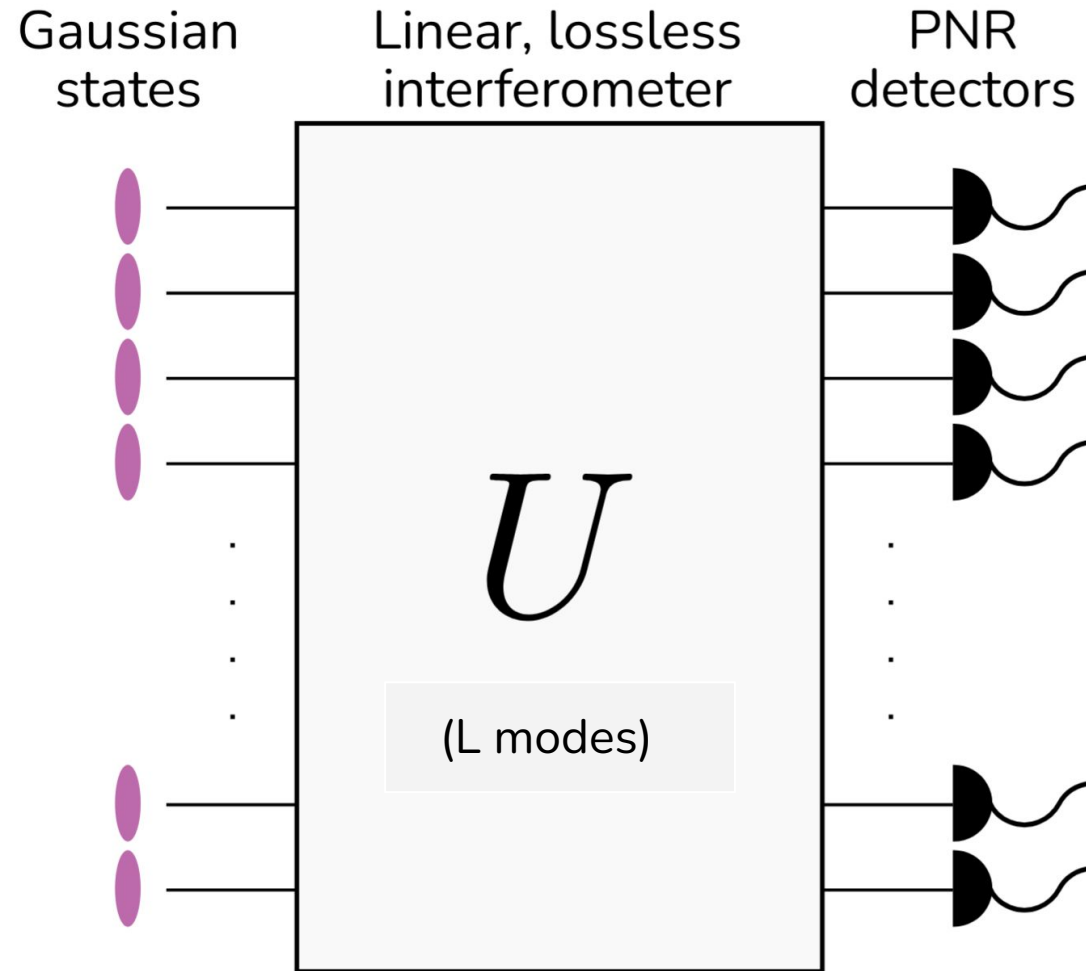 Gaussian
states
Linear, lossless
interferometer
PNR
detectors
U
(L modes)